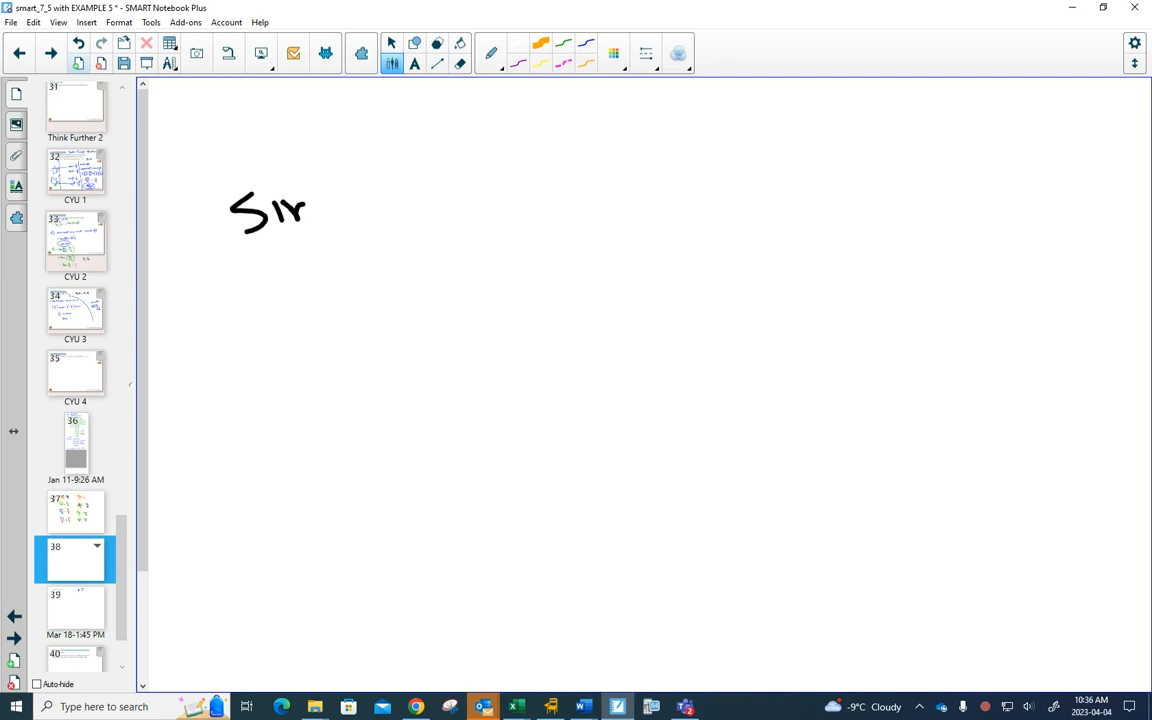 smart_7_5 with EXAMPLE 5 * - SMART Notebook Plus
File Edit View Insert Format Tools Add-ons Account Help
31
Think Further 2
32
CYU 1
33
CYU 2
34
CYU 3
35
CYU 4
36
Jan 11-9:26 AM
37
38
39
Mar 18-1:45 PM
40
Auto-hide
Sir
Type here to search
-9°C Cloudy
10:36 AM
2023-04-04